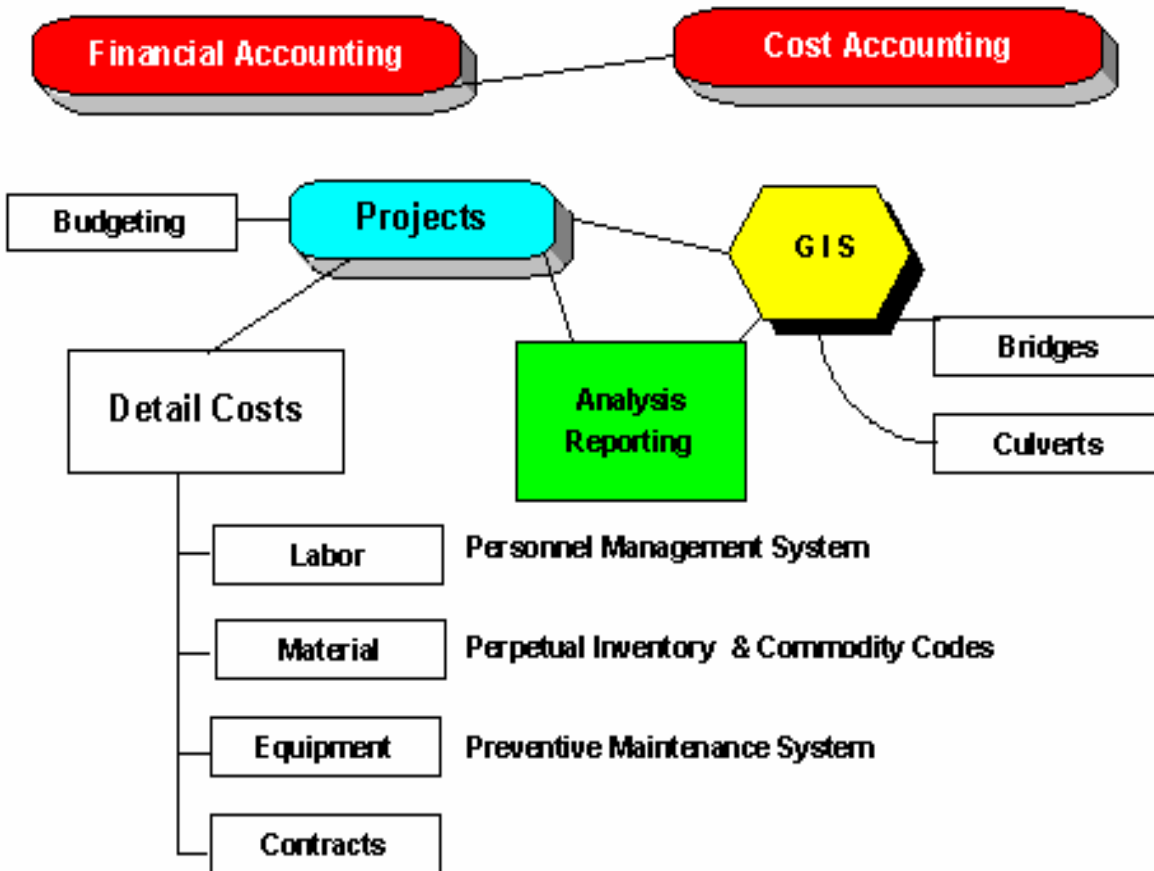 Financial Accounting
Cost Accounting
Budgeting
Projects
G I S
Bridges
Culverts
Detail Costs
Analysis
Reporting
Labor
Personnel Management System
Material
Perpetual Inventory & Commodity Codes
Equipment
Preventive Maintenance System
Contracts